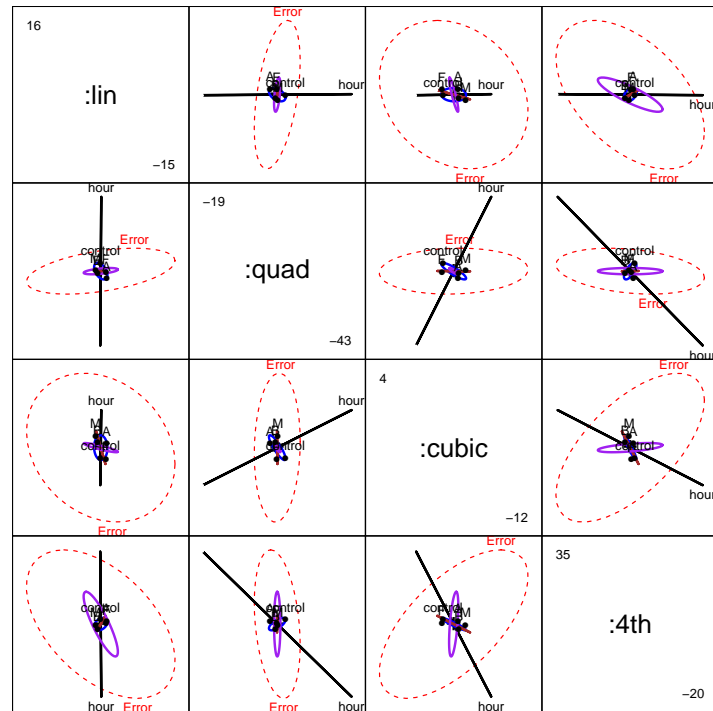 16
:lin
−15
Error
A F
control
hour
Error
F A
control hour
M
Error
A
control
hour
Error
hour
Error
control
−19
:quad
−43
Error
control
F M
hour
Error
control
hour
M
hour
control
Error
Error
M
A
control
hour
4
:cubic
−12
Error
M
control
hour
Error
control
hour
Error
control
hour
Error
control
M
hour
35
:4th
−20